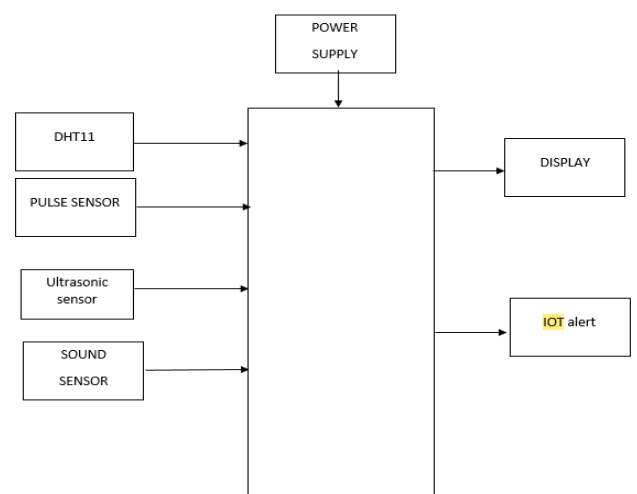 POWER
SUPPLY
DHT11
PULSE SENSOR
Ultrasonic
sensor
SOUND
SENSOR
DISPLAY
IOT alert